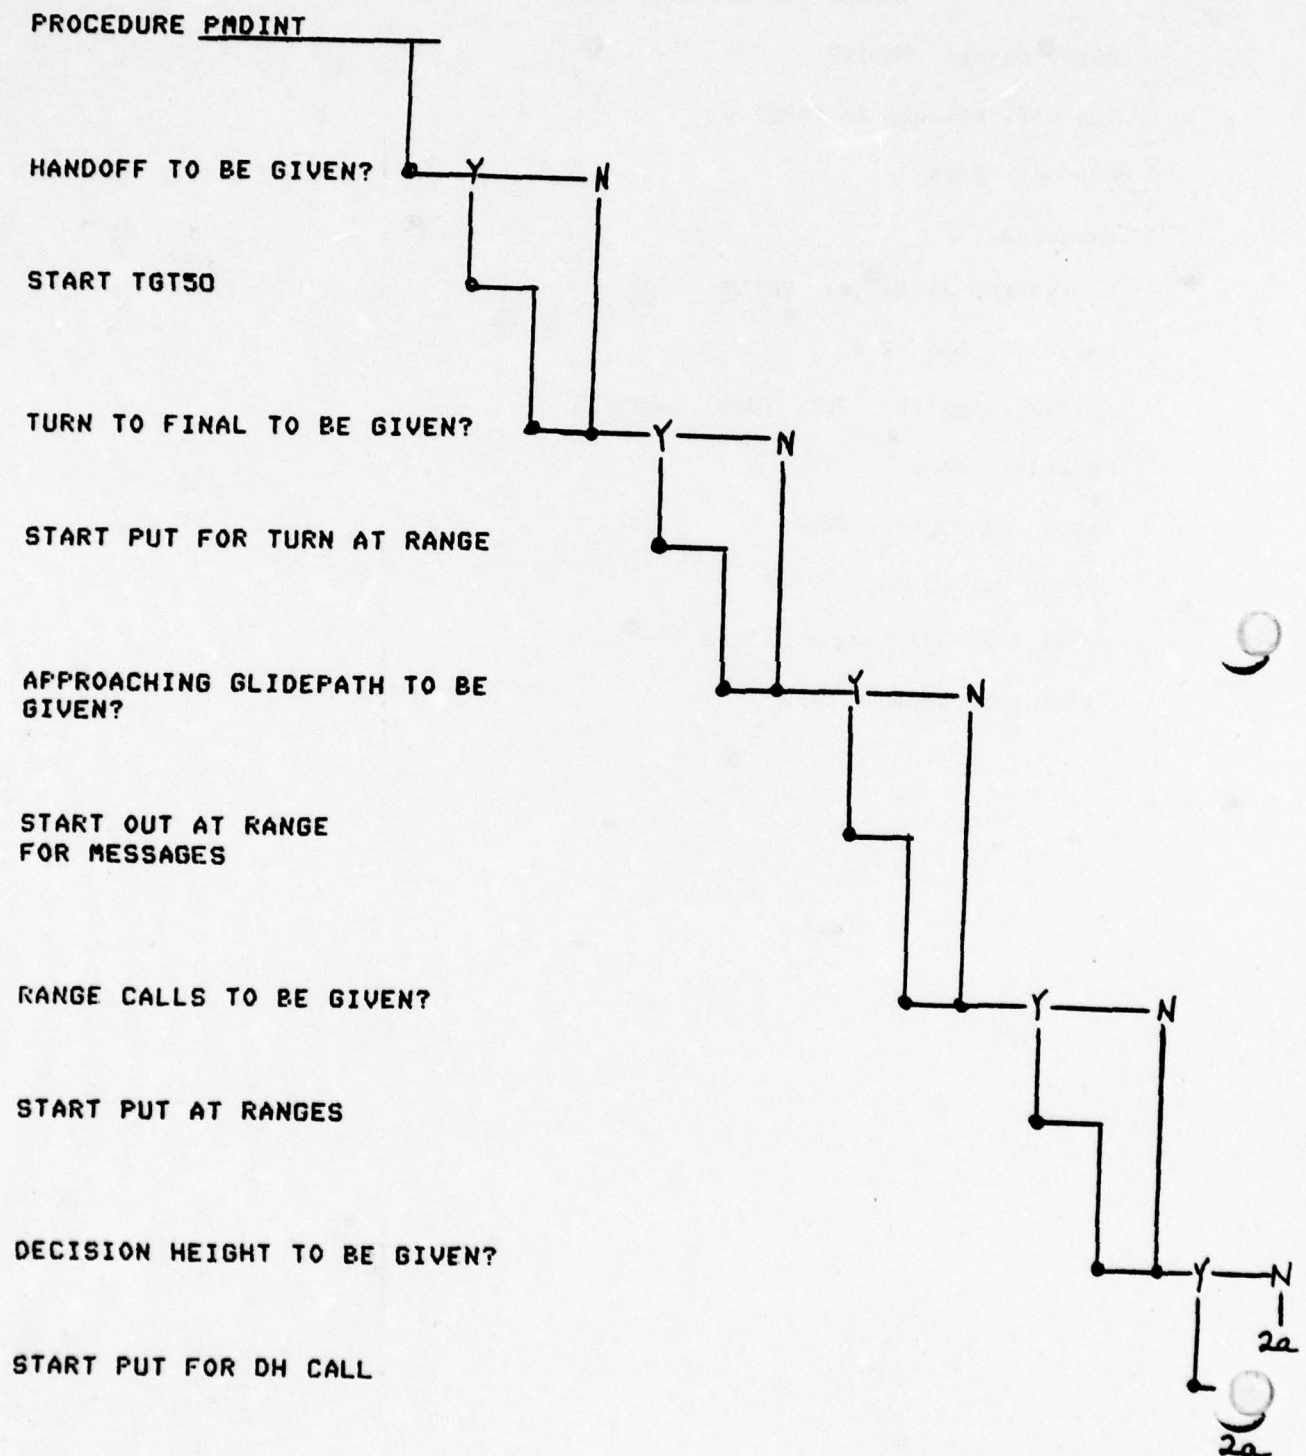 PROCEDURE PMDINT
HANDOFF TO BE GIVEN? Y N
START TGT50
TURN TO FINAL TO BE GIVEN? Y N
START PUT FOR TURN AT RANGE
APPROACHING GLIDEPATH TO BE Y N
GIVEN?
START OUT AT RANGE
FOR MESSAGES
RANGE CALLS TO BE GIVEN? Y N
START PUT AT RANGES
DECISION HEIGHT TO BE GIVEN? Y N
2a
START PUT FOR DH CALL
2a